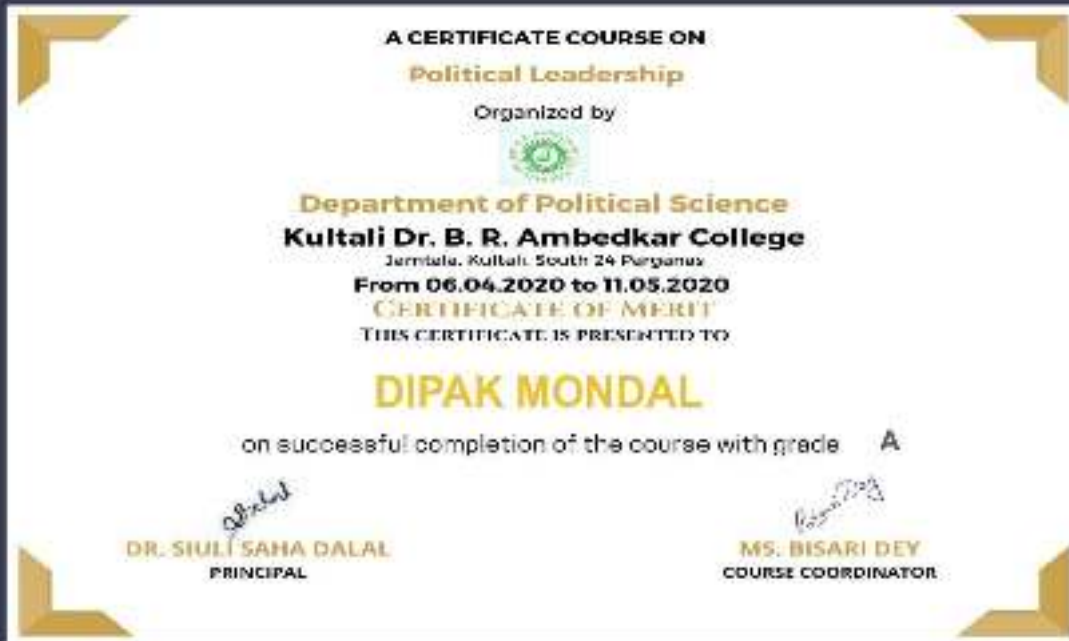 A CERTIFICATE COURSE ON
Political Leadership
Organized by
Department of Political Science
Kultali Dr. B. R. Ambedkar College
Jamtala, Kultali, South 24 Parganas
From 06.04.2020 to 11.05.2020
CERTIFICATE OF MERIT
THIS CERTIFICATE IS PRESENTED TO
DIPAK MONDAL
on successful completion of the course with grade A
DR. SIULI SAHA DALAL
PRINCIPAL
MS. BISARI DEY
COURSE COORDINATOR